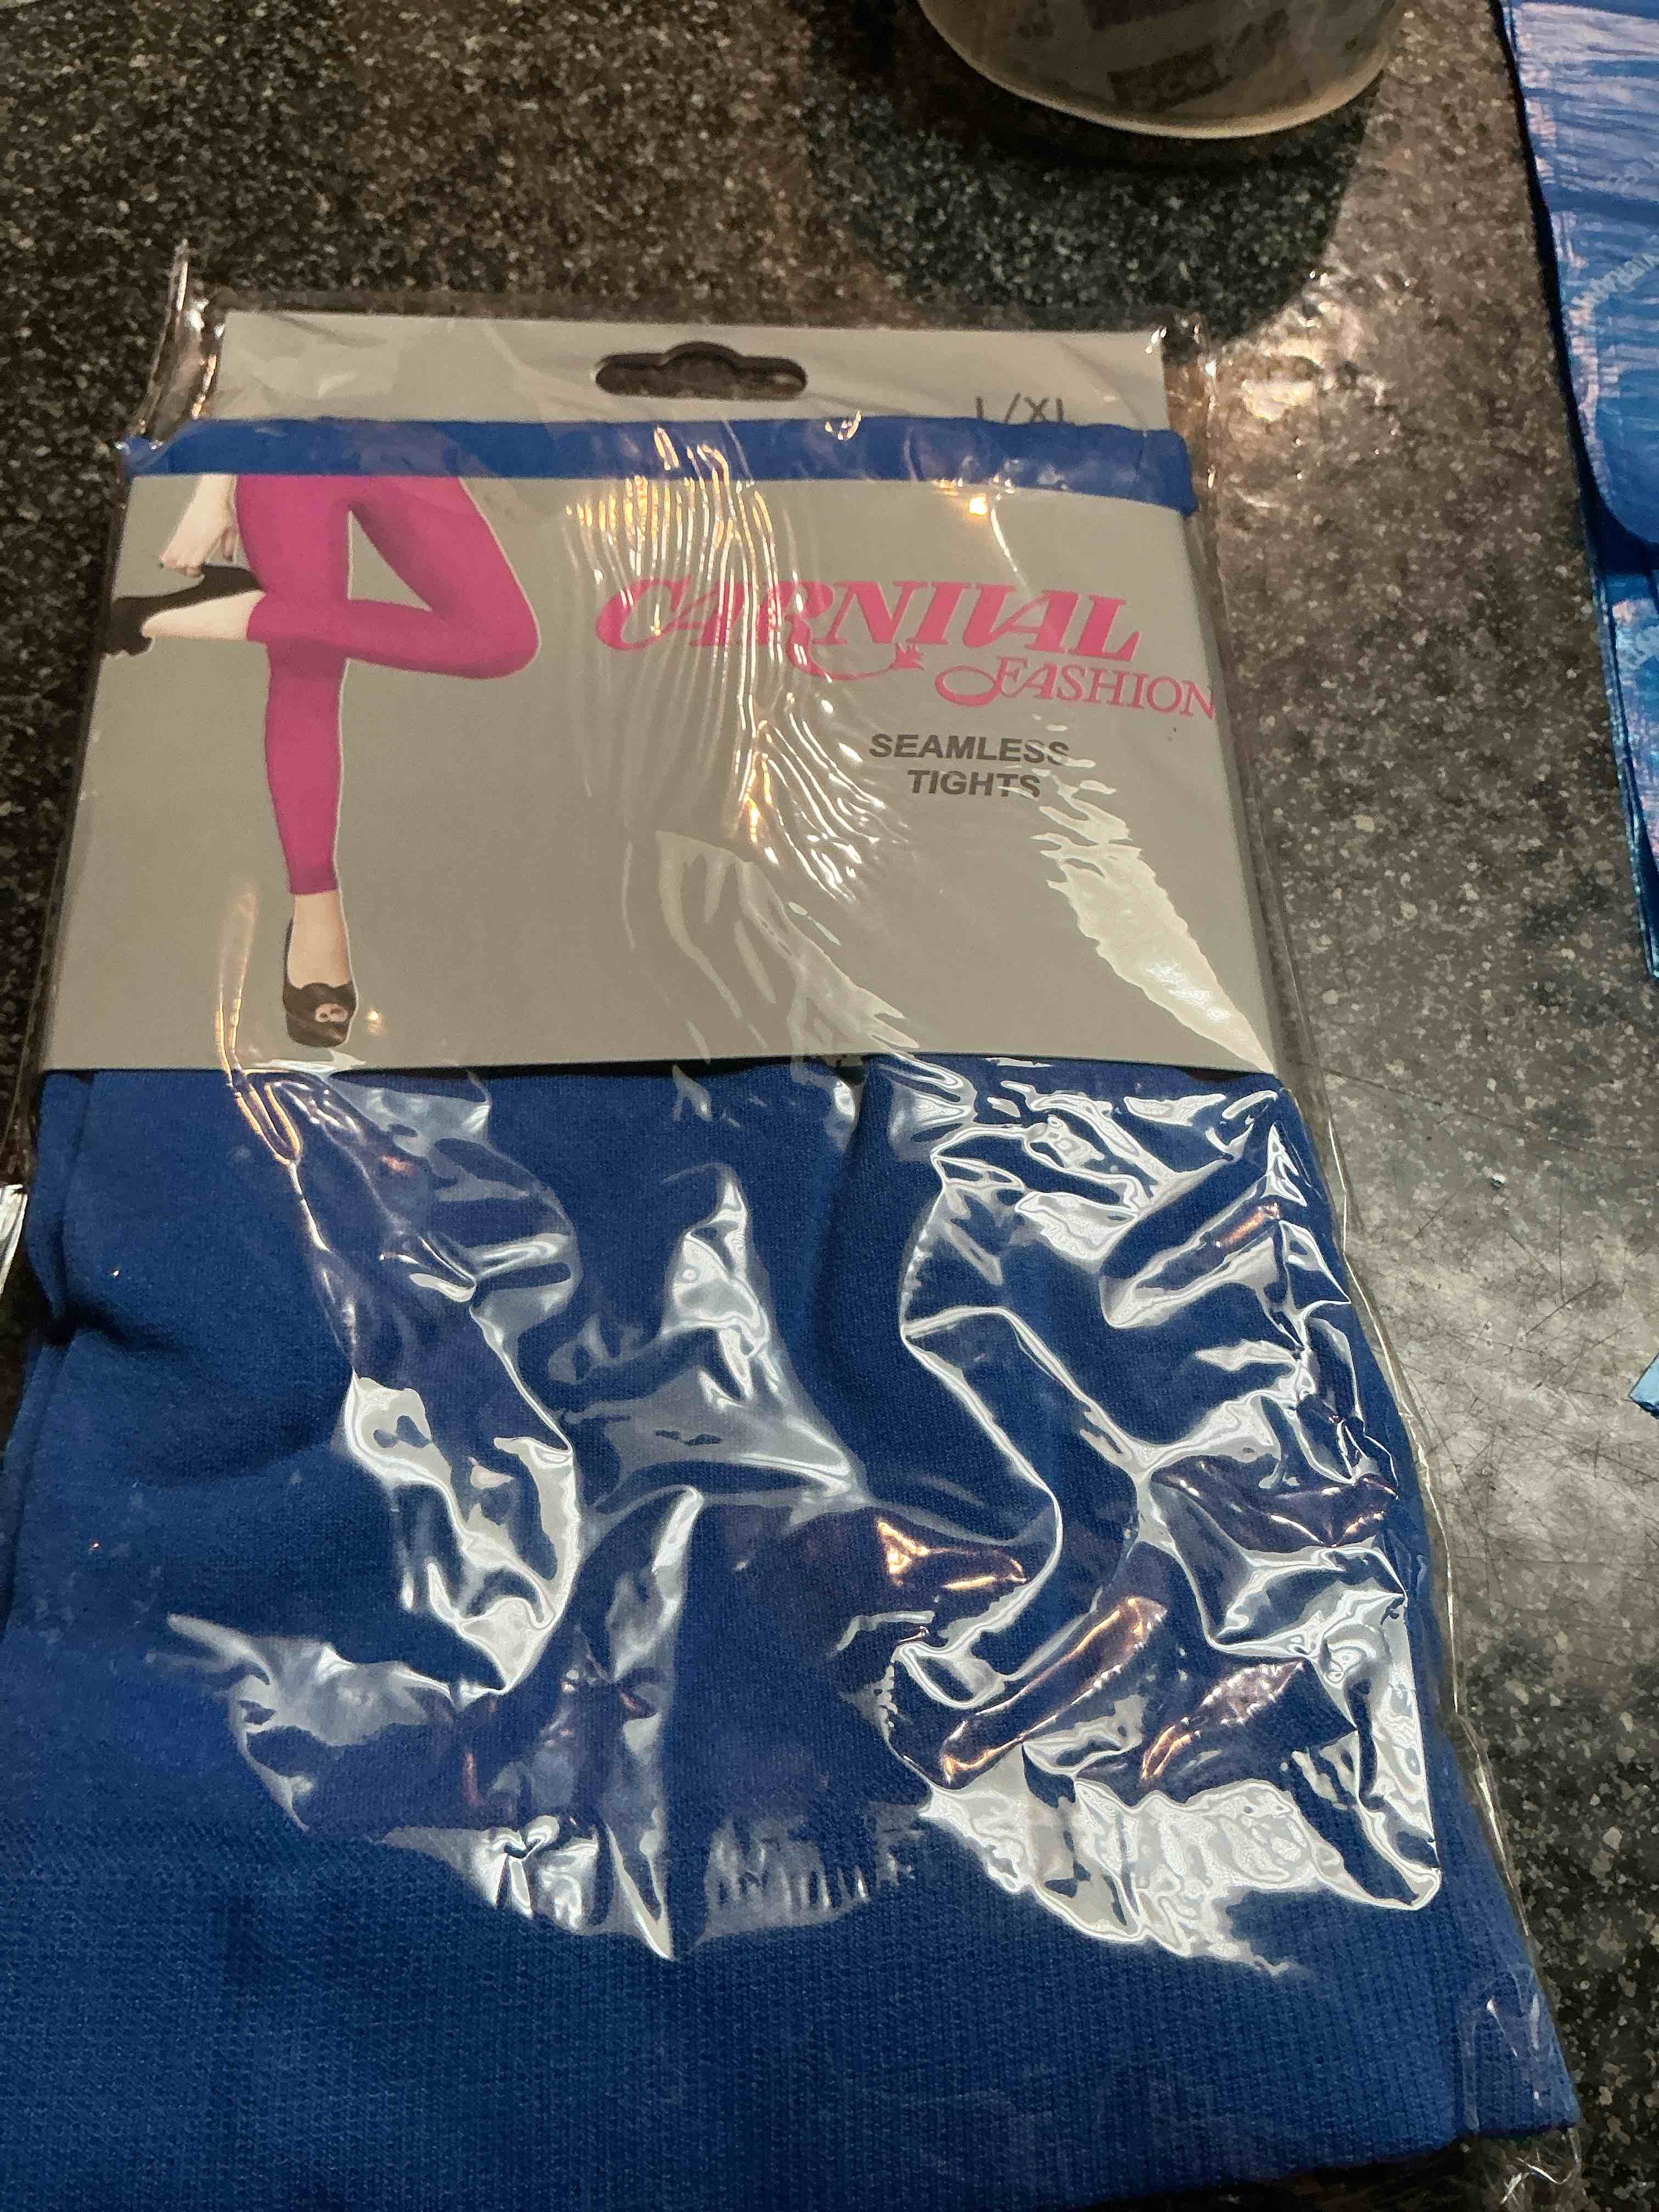 L/XL
CARNIVAL
FASHION
SEAMLESS
TIGHTS